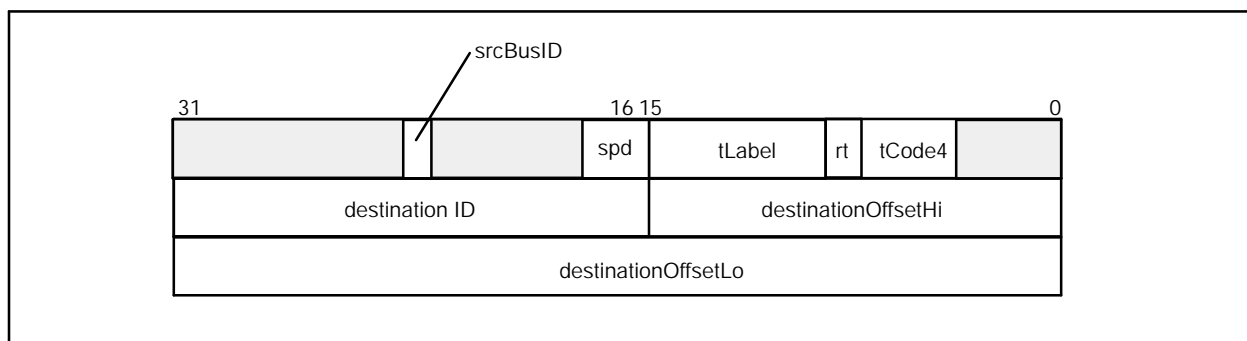 srcBusID
31 16 15 0
spd tLabel rt tCode4
destination ID destinationOffsetHi
destinationOffsetLo